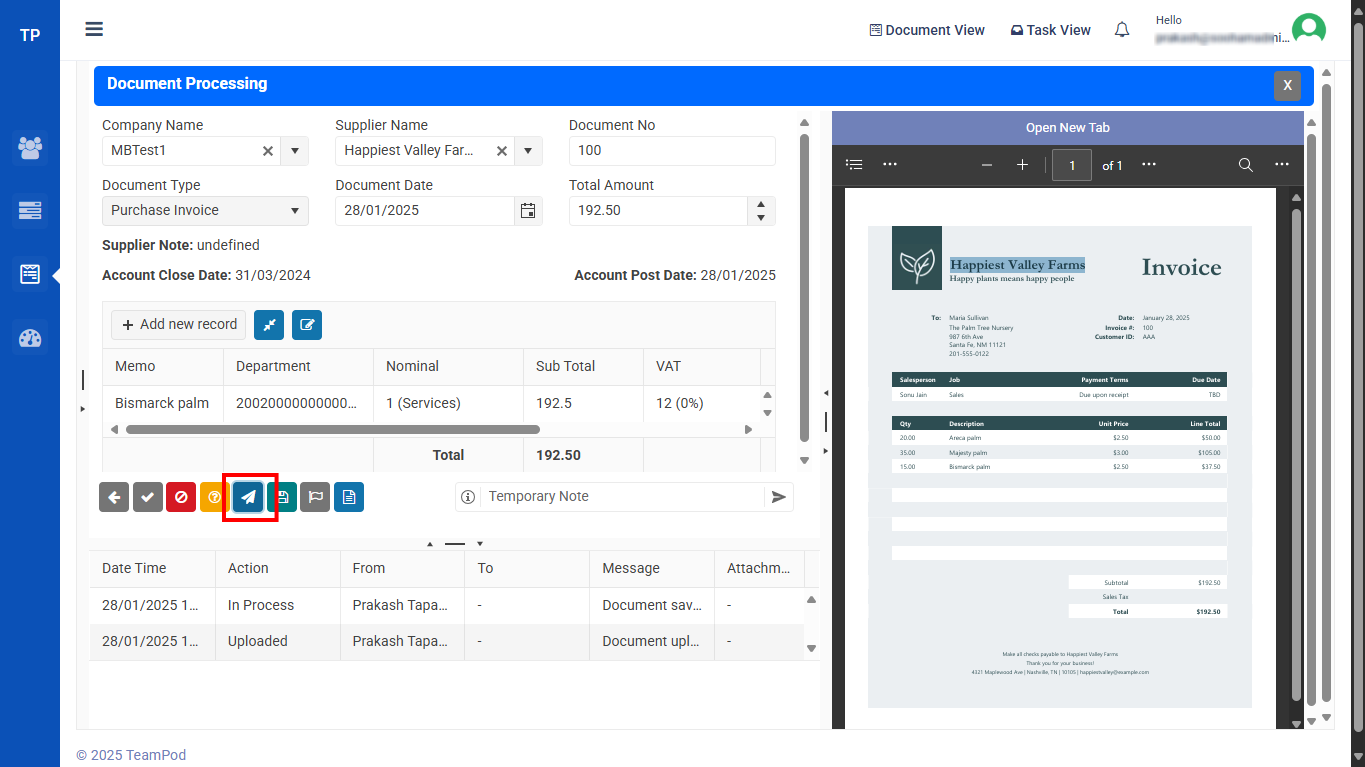 TP
Document View
Task View
Hello
Document Processing
X
Company Name
Supplier Name
Document No
MBTest1
Happiest Valley Far...
100
Document Type
Document Date
Total Amount
Purchase Invoice
28/01/2025
192.50
Supplier Note: undefined
Account Close Date: 31/03/2024
Account Post Date: 28/01/2025
+ Add new record
Memo Department Nominal Sub Total VAT
Bismarck palm 20020000000000... 1 (Services) 192.5 12 (0%)
Total 192.50
Temporary Note
Date Time Action From To Message Attachm...
28/01/2025 1... In Process Prakash Tapa... - Document sav... -
28/01/2025 1... Uploaded Prakash Tapa... - Document upl... -
Open New Tab
1 of 1
Happiest Valley Farms
Happy plants means happy people
Invoice
To: Maria Sullivan
The Palm Tree Nursery
987 6th Ave
Santa Fe, NM 11121
201-555-0122
Date: January 28, 2025
Invoice #: 100
Customer ID: AAA
Salesperson Job Payment Terms Due Date
Sonu Jain Sales Due upon receipt TBD
Qty Description Unit Price Line Total
20.00 Areca palm $2.50 $50.00
35.00 Majesty palm $3.00 $105.00
15.00 Bismarck palm $2.50 $37.50
Subtotal $192.50
Sales Tax
Total $192.50
Make all checks payable to Happiest Valley Farms
Thank you for your business!
4321 Maplewood Ave | Nashville, TN | 10105 | happiestvalley@example.com
© 2025 TeamPod